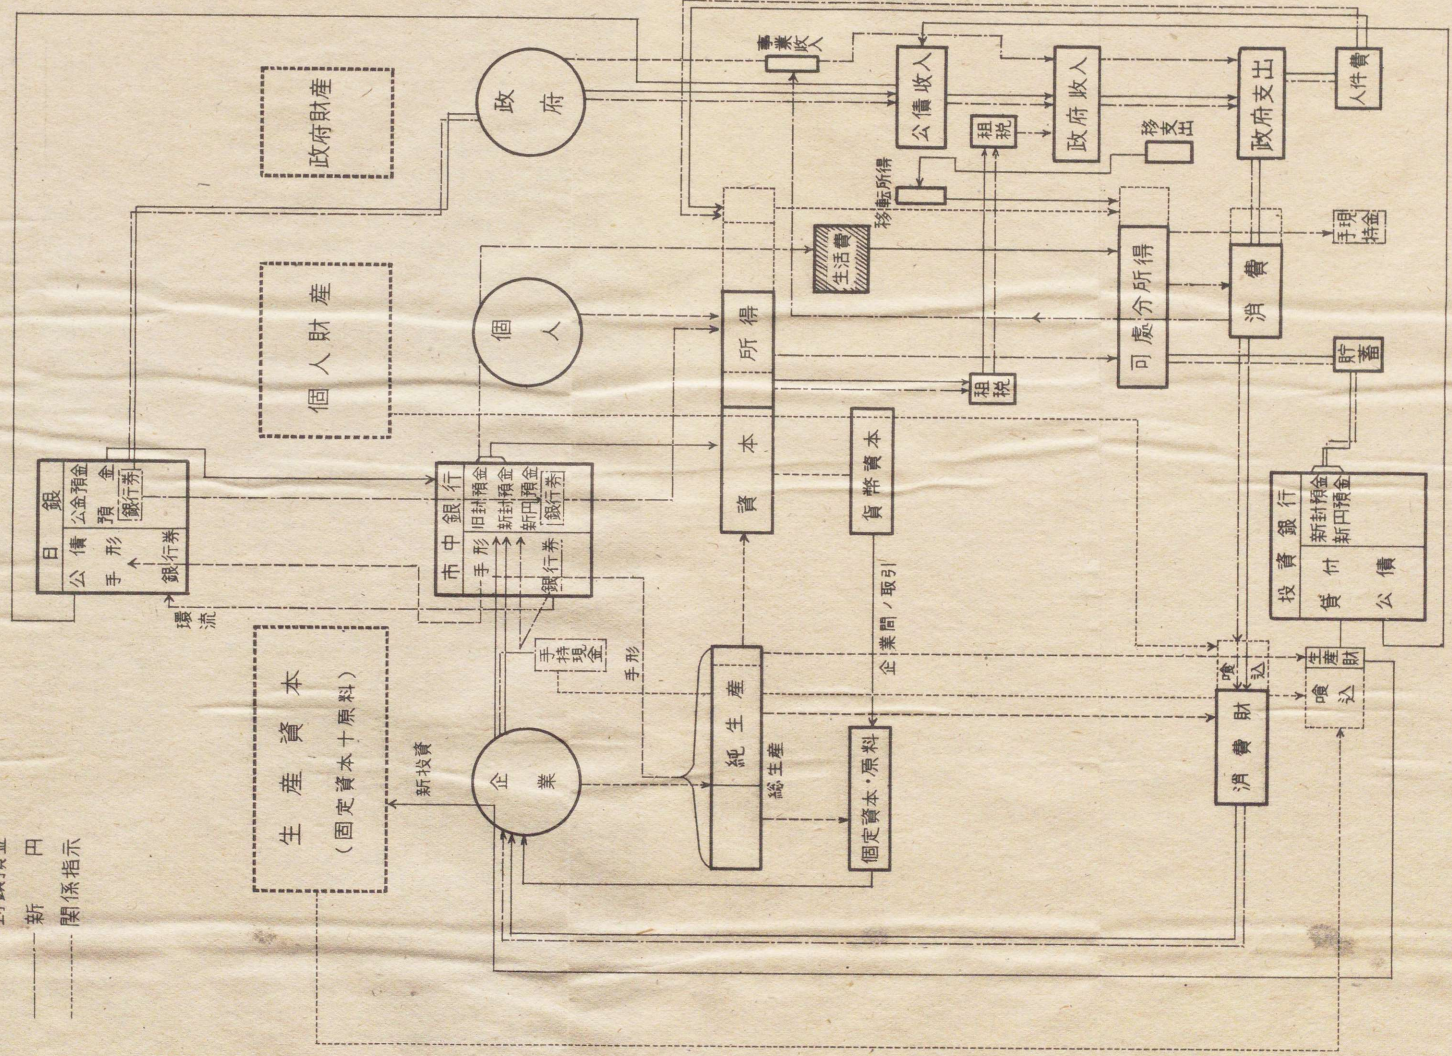 新円
関係指示
日銀
公債
手形
銀行券
公金預金
預金
銀行券
環流
政府財産
個人財産
生産資本
(固定資本十原料)
新投資
政府
個人
企業
市中銀行
手形
銀行券
旧封預金
新封預金
新円預金
銀行券
手持現金
手形
事業収入
公債収入
政府収入
政府支出
人件費
租税
移支出
移転所得
生活費
所得
資本
純生産
総生産
貨幣資本
企業間ノ取引
個定資本・原料
租税
可處分所得
消費
手持現金
貯蓄
投資銀行
貸付
公債
新封預金
新円預金
消費財
喰込
生産財
喰込